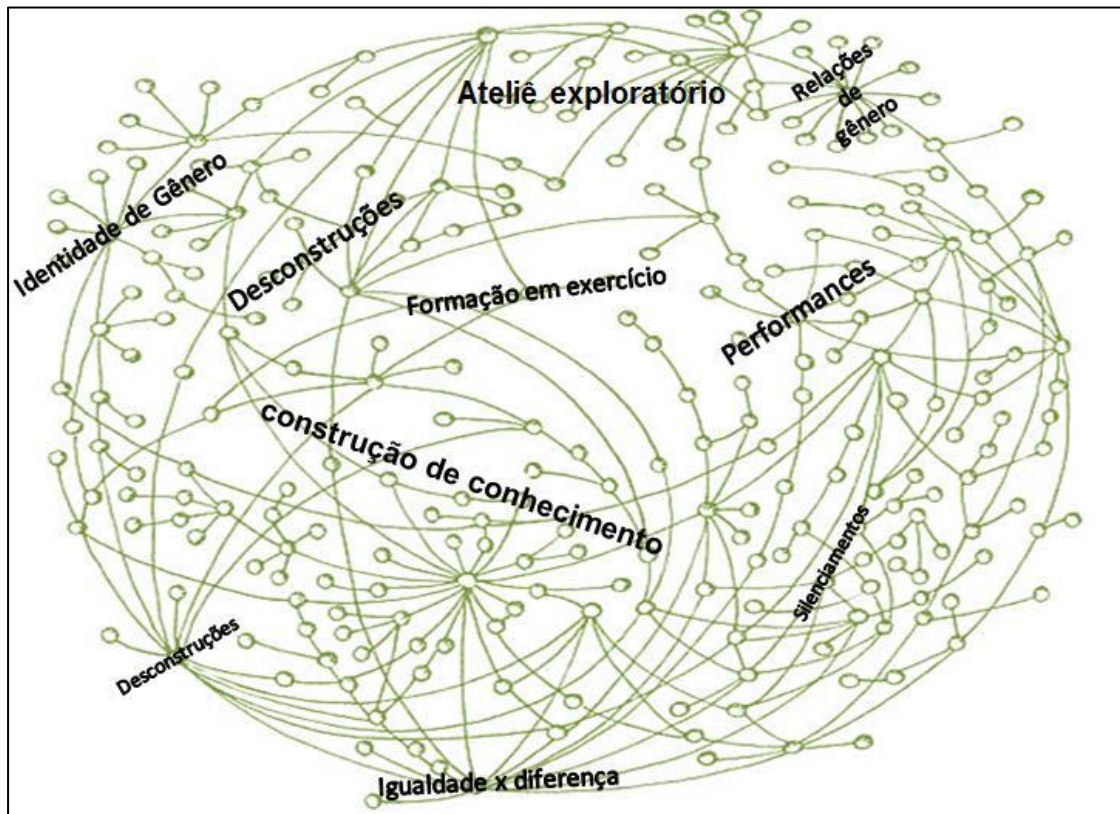 Ateliê exploratório
Relações
de
gênero
Identidade de Gênero
Desconstruções
Formação em exercício
Performances
construção de conhecimento
Silenciamentos
Desconstruções
Igualdade x diferença